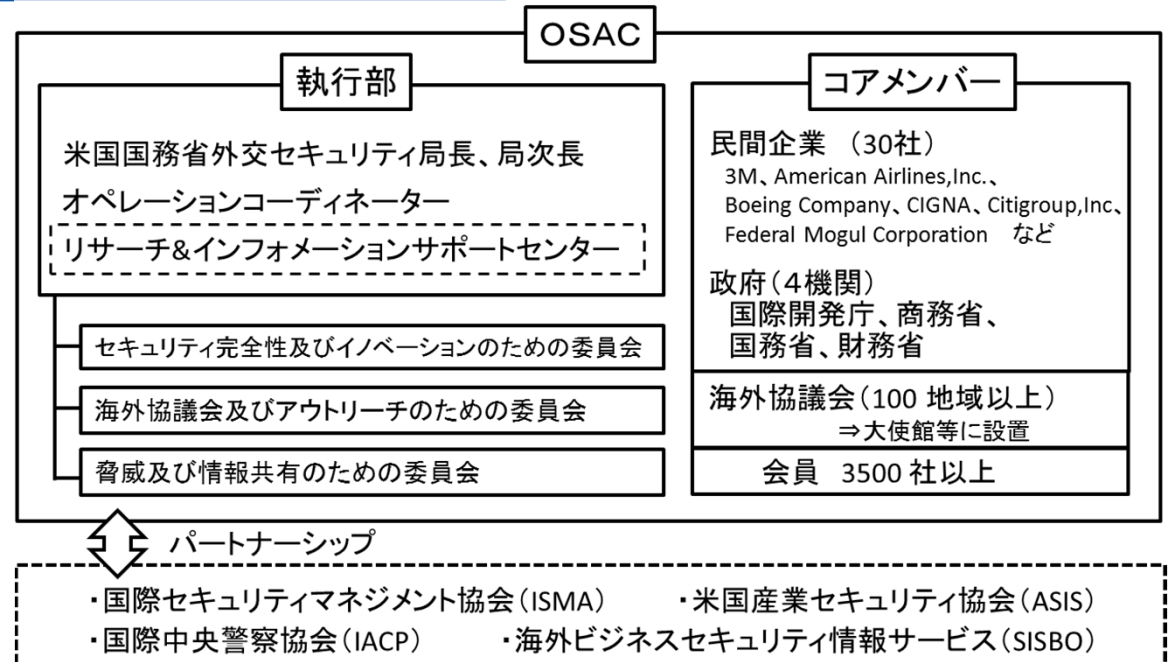 OSAC
執行部
米国国務省外交セキュリティ局長、局次長
オペレーションコーディネーター
リサーチ&インフォメーションサポートセンター
セキュリティ完全性及びイノベーションのための委員会
海外協議会及びアウトリーチのための委員会
脅威及び情報共有のための委員会
コアメンバー
民間企業 （30社）
3M、American Airlines,Inc.、
Boeing Company、CIGNA、Citigroup,Inc、
Federal Mogul Corporation など
政府（４機関）
国際開発庁、商務省、
国務省、財務省
海外協議会（100 地域以上）
⇒大使館等に設置
会員 3500 社以上
パートナーシップ
・国際セキュリティマネジメント協会（ISMA） ・米国産業セキュリティ協会（ASIS）
・国際中央警察協会（IACP） ・海外ビジネスセキュリティ情報サービス（SISBO）